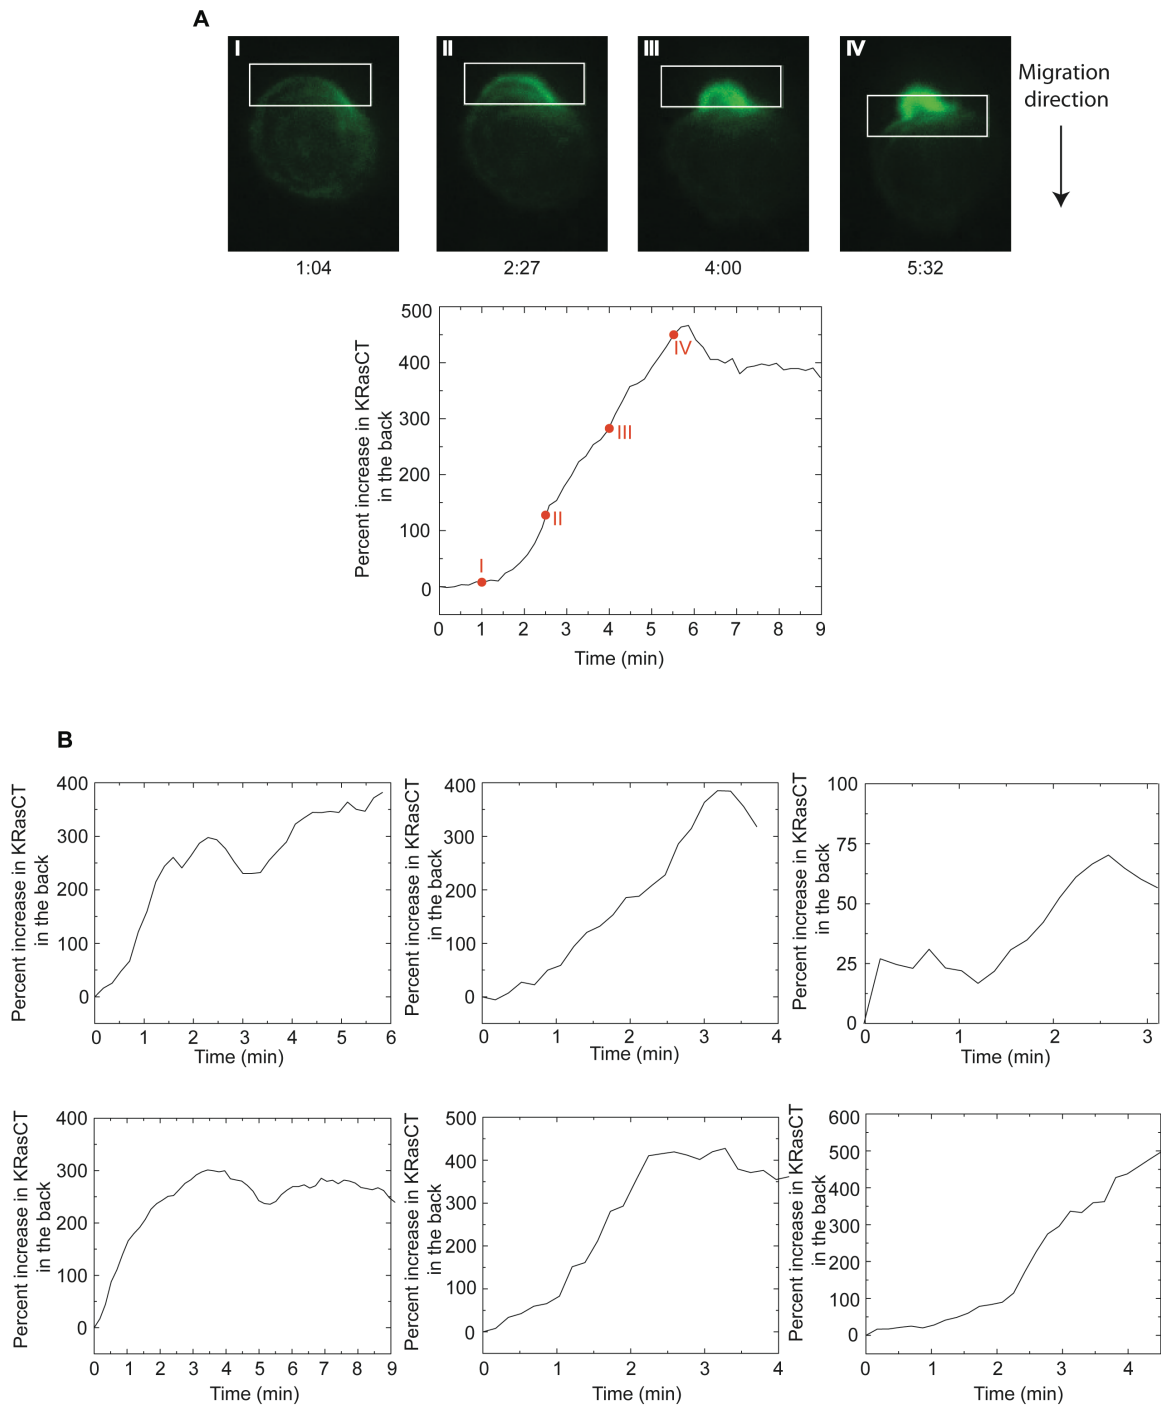 A
I
II
III
IV
Migration
direction
1:04
2:27
4:00
5:32
Percent increase in KRasCT
in the back
500
400
300
200
100
0
I
II
III
IV
0 1 2 3 4 5 6 7 8 9
Time (min)
B
Percent increase in KRasCT
in the back
400
300
200
100
0
0 1 2 3 4 5 6
Time (min)
Percent increase in KRasCT
in the back
400
300
200
100
0
0 1 2 3 4
Time (min)
Percent increase in KRasCT
in the back
100
75
50
25
0
0 1 2 3
Time (min)
Percent increase in KRasCT
in the back
400
300
200
100
0
0 1 2 3 4 5 6 7 8 9
Time (min)
Percent increase in KRasCT
in the back
500
400
300
200
100
0
0 1 2 3 4
Time (min)
Percent increase in KRasCT
in the back
600
500
400
300
200
100
0
0 1 2 3 4
Time (min)